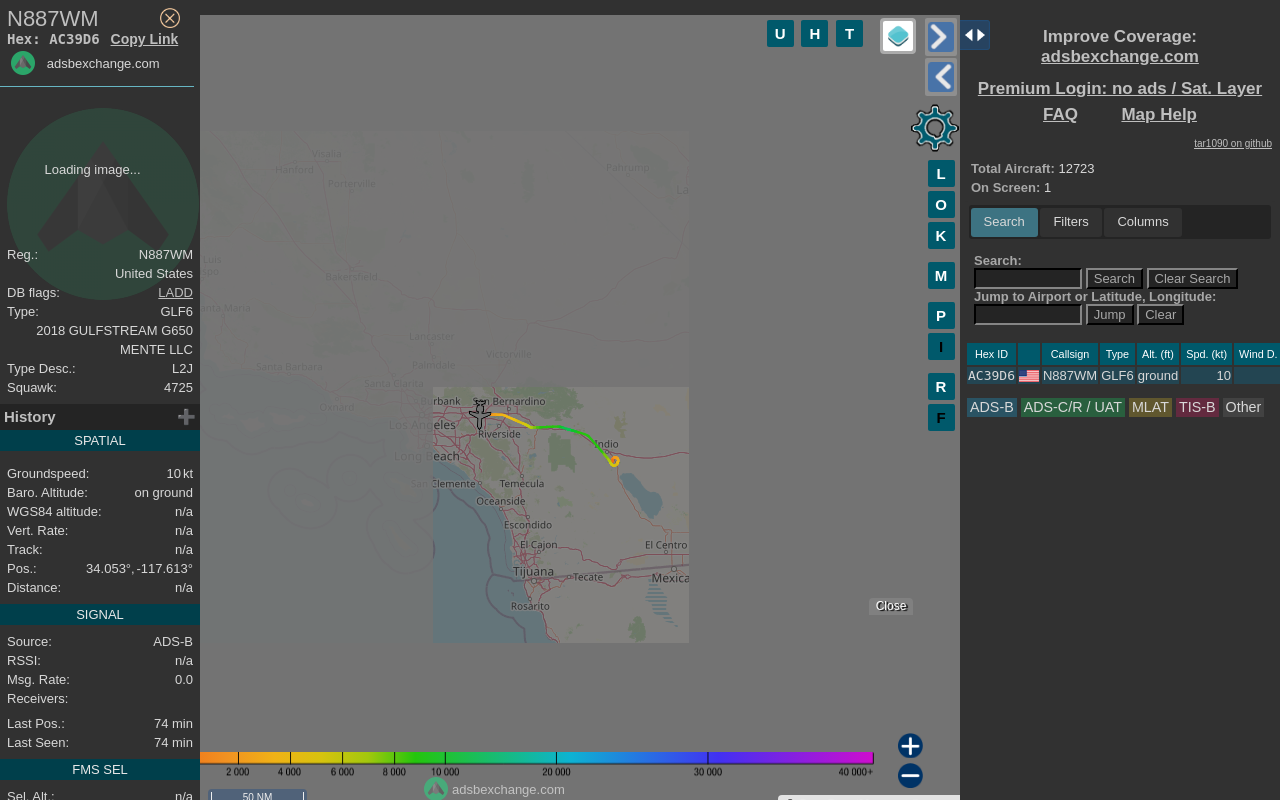 N887WM
Hex: AC39D6 Copy Link
adsbexchange.com
Loading image...
Reg.: N887WM
United States
DB flags: LADD
Type: GLF6
2018 GULFSTREAM G650
MENTE LLC
Type Desc.: L2J
Squawk: 4725
History
SPATIAL
Groundspeed: 10 kt
Baro. Altitude: on ground
WGS84 altitude: n/a
Vert. Rate: n/a
Track: n/a
Pos.: 34.053°, -117.613°
Distance: n/a
SIGNAL
Source: ADS-B
RSSI: n/a
Msg. Rate: 0.0
Receivers:
Last Pos.: 74 min
Last Seen: 74 min
FMS SEL
Sel. Alt.: n/a
U H T
L
O
K
M
P
I
R
F
Visalia
Hanford
Porterville
Pahrump
Bakersfield
Lancaster
Palmdale
Victorville
Santa Barbara
Santa Clarita
Oxnard
San Bernardino
Los Angeles
Riverside
Indio
Long Beach
San Clemente
Temecula
Oceanside
Escondido
El Cajon
El Centro
Tijuana
Tecate
Mexica
Rosarito
Close
2 000 4 000 6 000 8 000 10 000 20 000 30 000 40 000+
adsbexchange.com
50 NM
Improve Coverage:
adsbexchange.com
Premium Login: no ads / Sat. Layer
FAQ Map Help
tar1090 on github
Total Aircraft: 12723
On Screen: 1
Search Filters Columns
Search:
Search Clear Search
Jump to Airport or Latitude, Longitude:
Jump Clear
Hex ID Callsign Type Alt. (ft) Spd. (kt) Wind D.
AC39D6 N887WM GLF6 ground 10
ADS-B ADS-C/R / UAT MLAT TIS-B Other